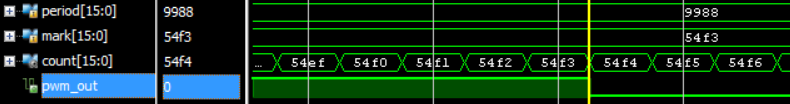 period[15:0] 9988 9988
mark[15:0] 54f3 54f3
count[15:0] 54f4 ... 54ef 54f0 54f1 54f2 54f3 54f4 54f5 54f6
pwm_out 0